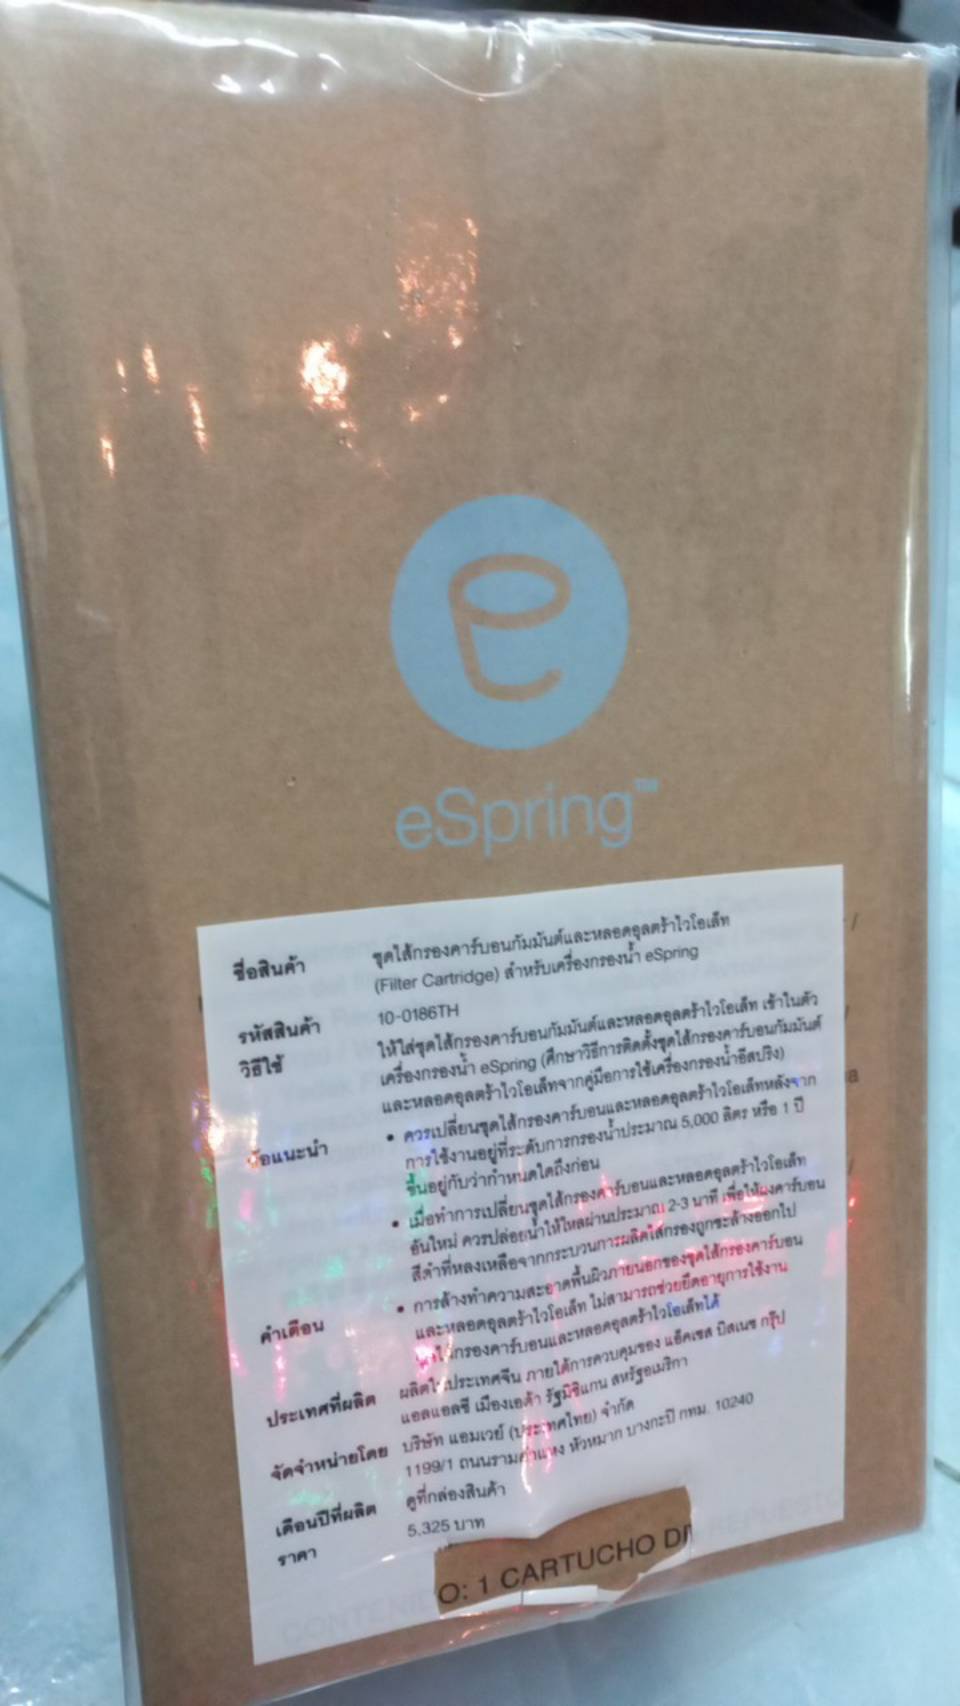 eSpring™
ชื่อสินค้า ชุดไส้กรองคาร์บอนกัมมันต์และหลอดอุลตร้าไวโอเล็ท
(Filter Cartridge) สำหรับเครื่องกรองน้ำ eSpring
รหัสสินค้า 10-0186TH
วิธีใช้ ให้ใส่ชุดไส้กรองคาร์บอนกัมมันต์และหลอดอุลตร้าไวโอเล็ท เข้าในตัว
เครื่องกรองน้ำ eSpring (ศึกษาวิธีการติดตั้งชุดไส้กรองคาร์บอนกัมมันต์
และหลอดอุลตร้าไวโอเล็ทจากคู่มือการใช้เครื่องกรองน้ำอีสปริง)
ข้อแนะนำ • ควรเปลี่ยนชุดไส้กรองคาร์บอนและหลอดอุลตร้าไวโอเล็ทหลังจาก
การใช้งานอยู่ที่ระดับการกรองน้ำประมาณ 5,000 ลิตร หรือ 1 ปี
ขึ้นอยู่กับว่ากำหนดใดถึงก่อน
• เมื่อทำการเปลี่ยนชุดไส้กรองคาร์บอนและหลอดอุลตร้าไวโอเล็ท
อันใหม่ ควรปล่อยน้ำให้ไหลผ่านประมาณ 2-3 นาที เพื่อให้ผงคาร์บอน
สีดำที่หลงเหลือจากกระบวนการผลิตไส้กรองถูกชะล้างออกไป
คำเตือน • การล้างทำความสะอาดพื้นผิวภายนอกของชุดไส้กรองคาร์บอน
และหลอดอุลตร้าไวโอเล็ท ไม่สามารถช่วยยืดอายุการใช้งาน
ชุดไส้กรองคาร์บอนและหลอดอุลตร้าไวโอเล็ทได้
ประเทศที่ผลิต ผลิตในประเทศจีน ภายใต้การควบคุมของ แอ็คเซส บิสเนซ กรุ๊ป
แอลแอลซี เมืองเอด้า รัฐมิชิแกน สหรัฐอเมริกา
จัดจำหน่ายโดย บริษัท แอมเวย์ (ประเทศไทย) จำกัด
1199/1 ถนนรามคำแหง หัวหมาก บางกะปิ กทม. 10240
เดือนปีที่ผลิต ดูที่กล่องสินค้า
ราคา 5,325 บาท
O: 1 CARTUCHO DE